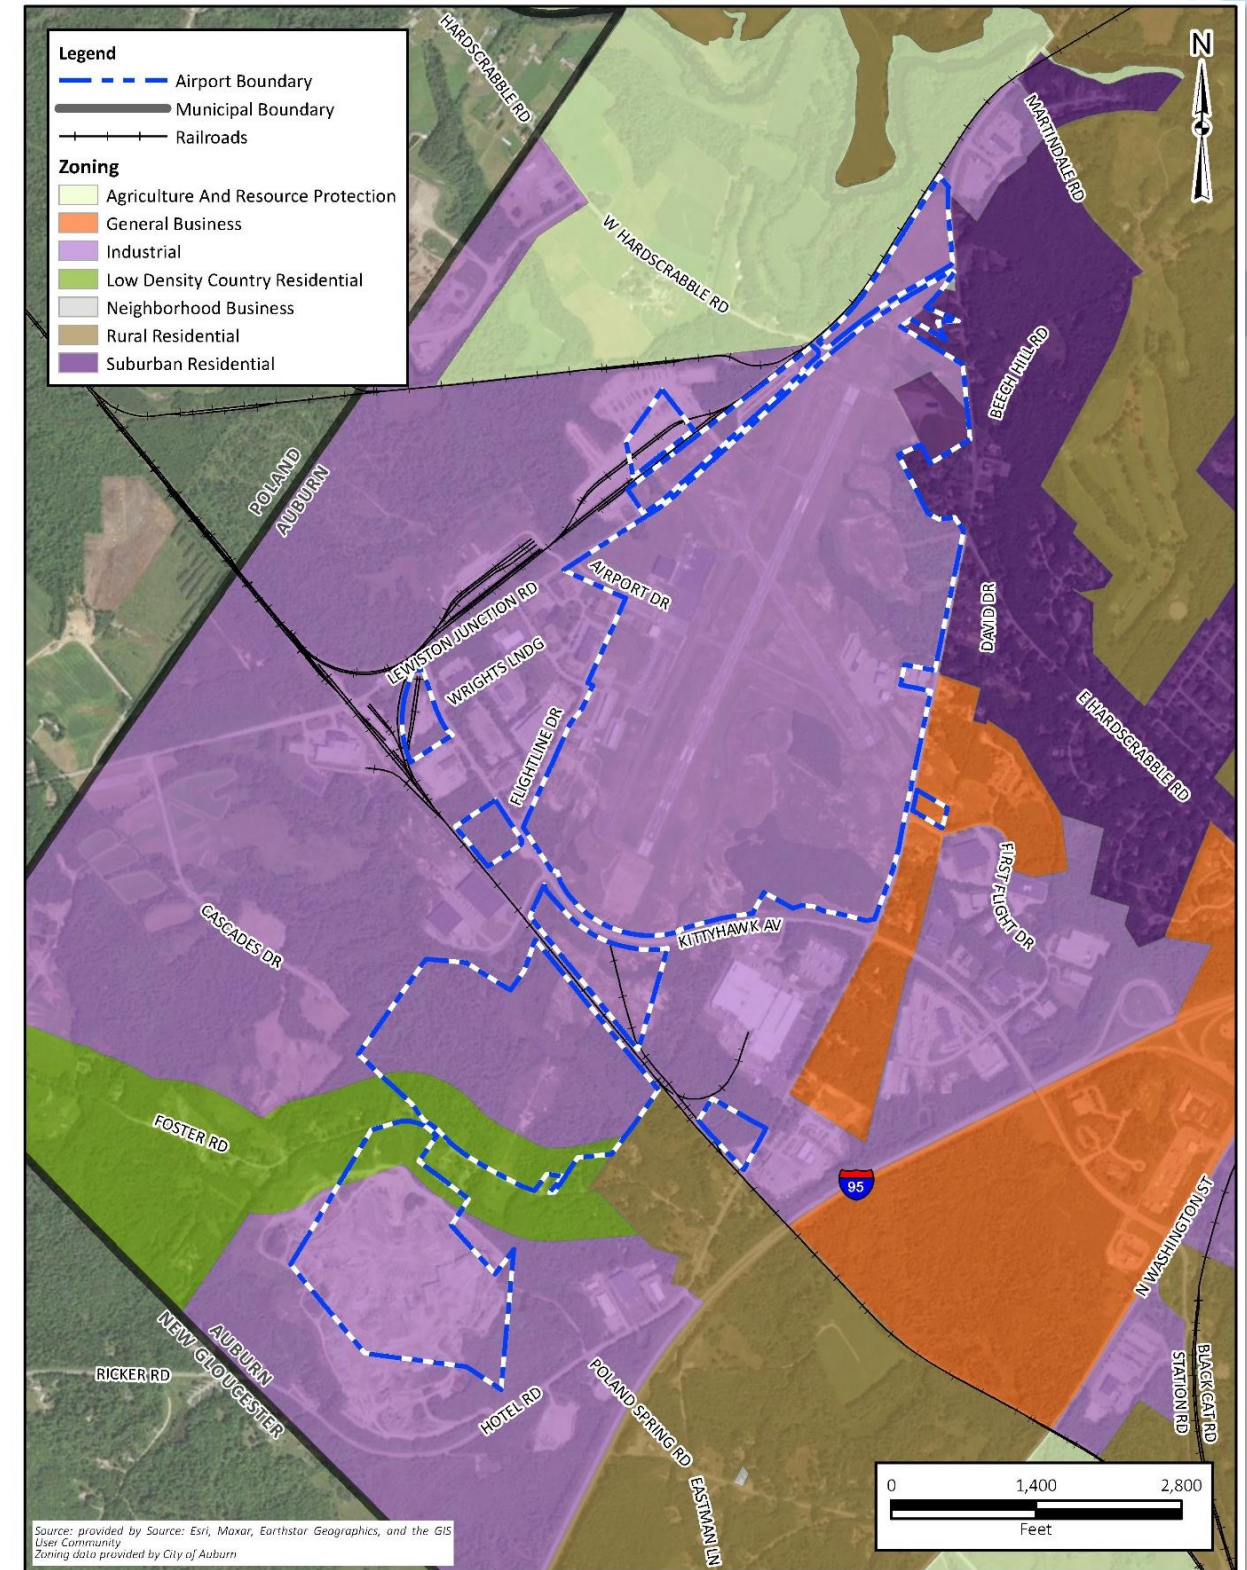 Legend
Airport Boundary
Municipal Boundary
Railroads
Zoning
Agriculture And Resource Protection
General Business
Industrial
Low Density Country Residential
Neighborhood Business
Rural Residential
Suburban Residential
N
HARDSCRABBLE RD
MARTINDALE RD
W HARDSCRABBLE RD
BEECH HILL RD
POLAND
AUBURN
AIRPORT DR
LEWISTON JUNCTION RD
WRIGHTS LNDG
DAVID DR
E HARDSCRABBLE RD
FLIGHTLINE DR
FIRST FLIGHT DR
CASCADES DR
KITTYHAWK AV
FOSTER RD
95
N WASHINGTON ST
AUBURN
NEW GLOUCESTER
RICKER RD
HOTEL RD
POLAND SPRING RD
EASTMAN LN
BLACK CAT RD
STATION RD
0 1,400 2,800
Feet
Source: provided by Source: Esri, Maxar, Earthstar Geographics, and the GIS
User Community
Zoning data provided by City of Auburn